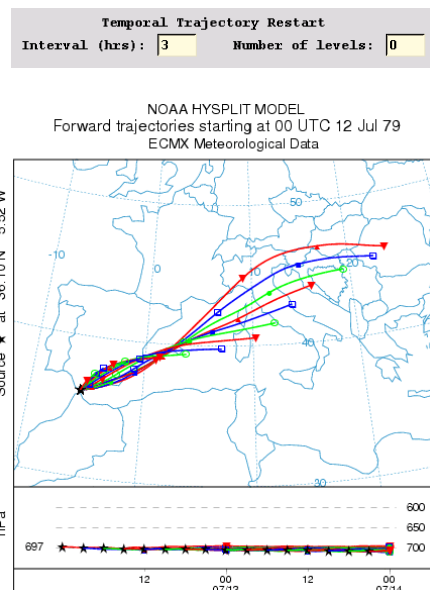 Temporal Trajectory Restart
Interval (hrs): 3 Number of levels: 0
NOAA HYSPLIT MODEL
Forward trajectories starting at 00 UTC 12 Jul 79
ECMX Meteorological Data
Source ★ at 36.10 N 5.52 W
50
-10
0
10
20
40
40
30
hPa
600
650
697
700
12
00
12
00
07/13
07/14